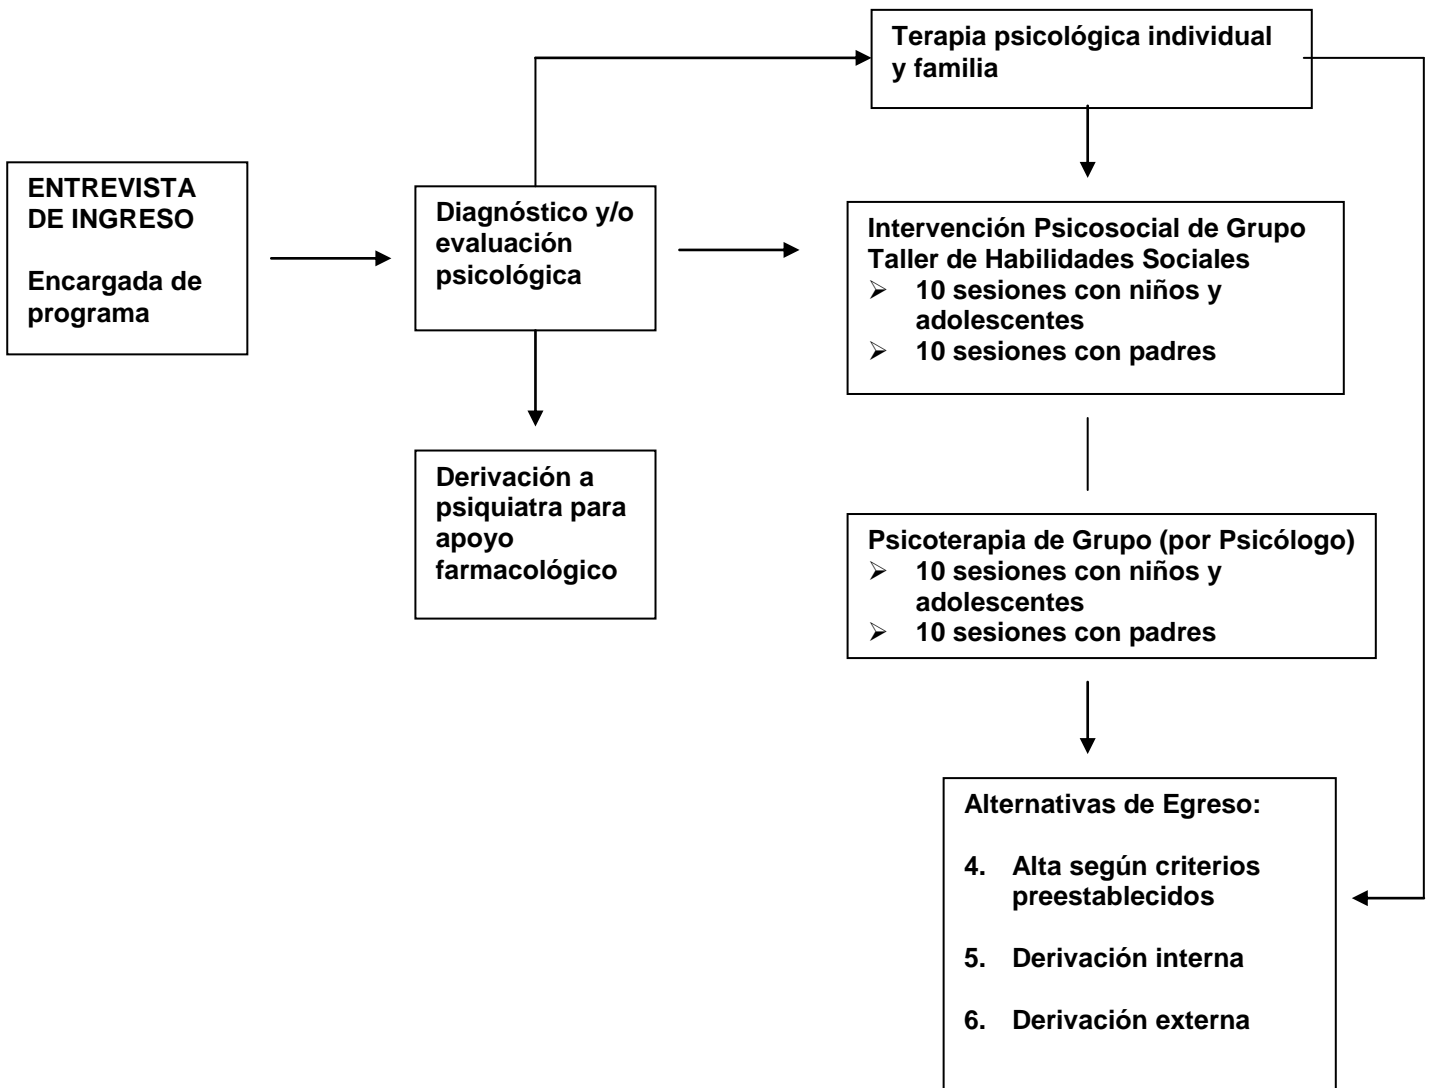 Terapia psicológica individual
y familia
ENTREVISTA
DE INGRESO
Encargada de
programa
Diagnóstico y/o
evaluación
psicológica
Intervención Psicosocial de Grupo
Taller de Habilidades Sociales
➢ 10 sesiones con niños y
adolescentes
➢ 10 sesiones con padres
Derivación a
psiquiatra para
apoyo
farmacológico
Psicoterapia de Grupo (por Psicólogo)
➢ 10 sesiones con niños y
adolescentes
➢ 10 sesiones con padres
Alternativas de Egreso:
4. Alta según criterios
preestablecidos
5. Derivación interna
6. Derivación externa